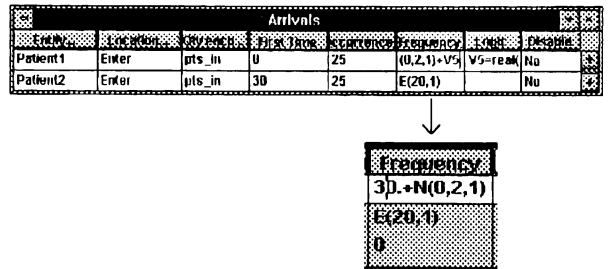 Arrivals
Entity... Location... Qty each... First Time Occurrences Frequency Logic... Disable
Patient1 Enter pts_in 0 25 (0,2,1)+V5 V5=real( No
Patient2 Enter pts_in 30 25 E(20,1) No
Frequency
30.+N(0,2,1)
E(20,1)
0